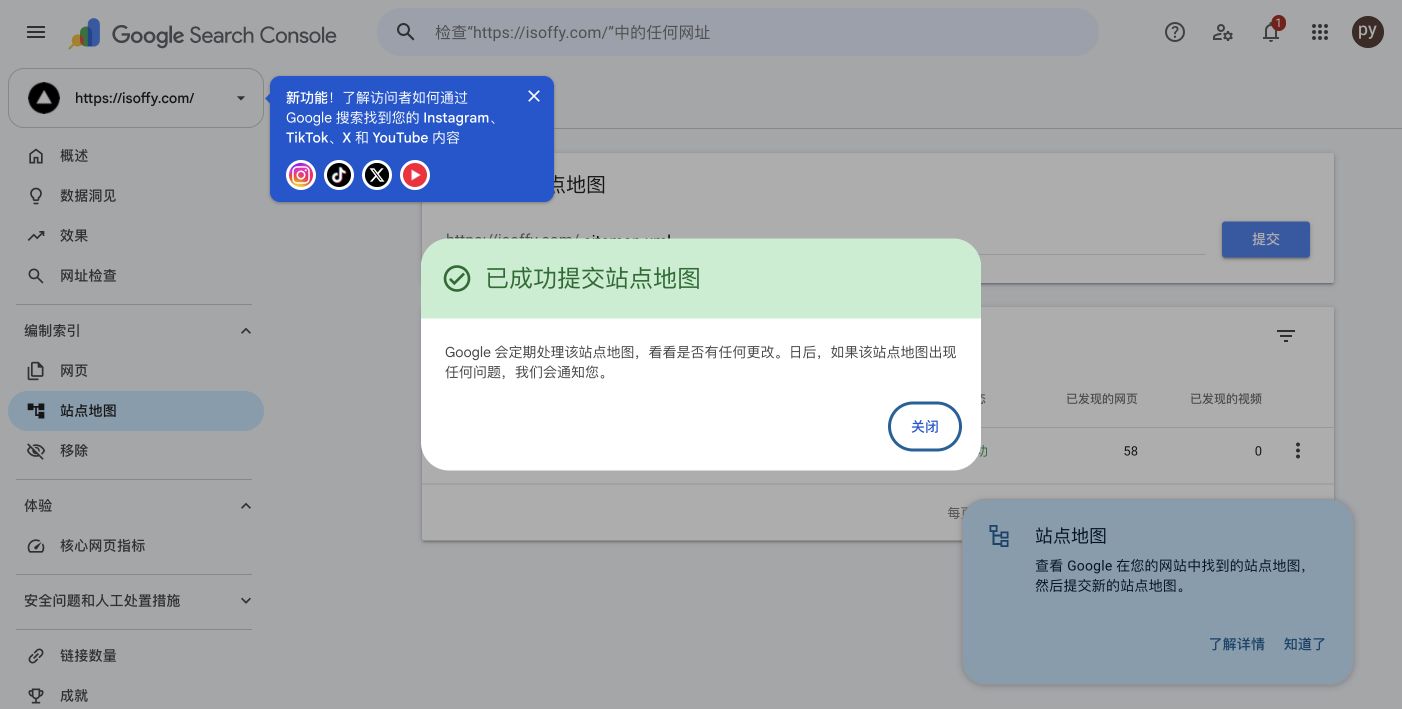 Google Search Console
检查“https://isoffy.com/”中的任何网址
1
py
https://isoffy.com/
新功能！了解访问者如何通过
Google 搜索找到您的 Instagram、
TikTok、X 和 YouTube 内容
概述
数据洞见
效果
网址检查
编制索引
网页
站点地图
移除
体验
核心网页指标
安全问题和人工处置措施
链接数量
成就
点地图
https://isoffy.com/ sitemap.xml
提交
已成功提交站点地图
Google 会定期处理该站点地图，看看是否有任何更改。日后，如果该站点地图出现
任何问题，我们会通知您。
关闭
已发现的网页
已发现的视频
58
0
站点地图
查看 Google 在您的网站中找到的站点地图，
然后提交新的站点地图。
了解详情
知道了